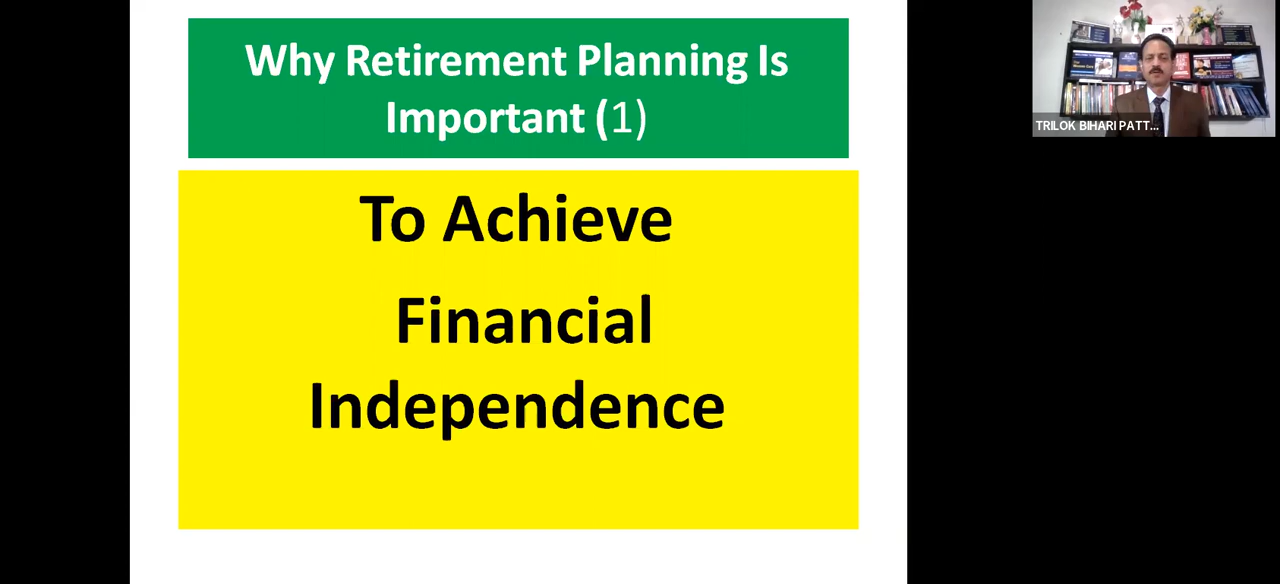 Why Retirement Planning Is
Important (1)
To Achieve
Financial
Independence
TRILOK BIHARI PATT...